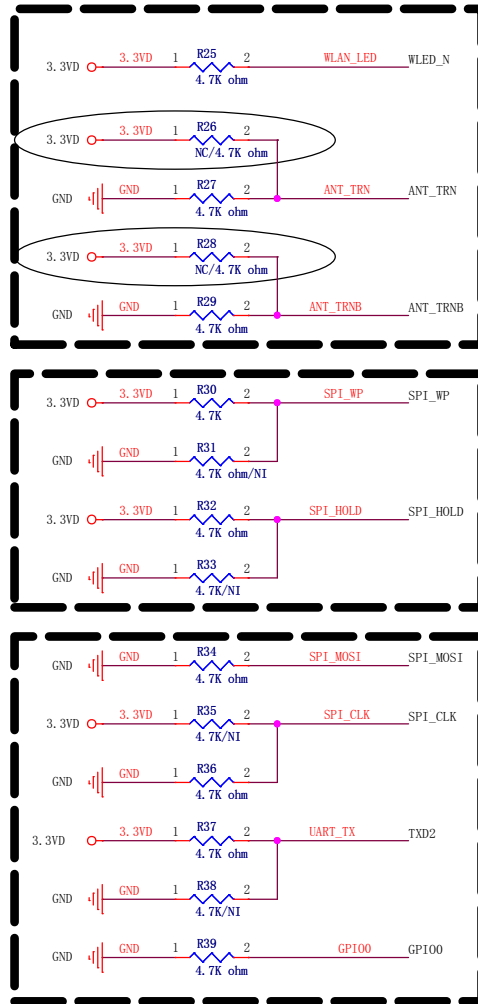 3.3VD 3.3VD 1 R25 2 WLAN_LED WLED_N
4.7K ohm
3.3VD 3.3VD 1 R26 2
NC/4.7K ohm
GND GND 1 R27 2 ANT_TRN ANT_TRN
4.7K ohm
3.3VD 3.3VD 1 R28 2
NC/4.7K ohm
GND GND 1 R29 2 ANT_TRNB ANT_TRNB
4.7K ohm
3.3VD 3.3VD 1 R30 2 SPI_WP SPI_WP
4.7K
GND GND 1 R31 2
4.7K ohm/NI
3.3VD 3.3VD 1 R32 2 SPI_HOLD SPI_HOLD
4.7K ohm
GND GND 1 R33 2
4.7K/NI
GND GND 1 R34 2 SPI_MOSI SPI_MOSI
4.7K ohm
3.3VD 3.3VD 1 R35 2 SPI_CLK SPI_CLK
4.7K/NI
GND GND 1 R36 2
4.7K ohm
3.3VD 3.3VD 1 R37 2 UART_TX TXD2
4.7K ohm
GND GND 1 R38 2
4.7K/NI
GND GND 1 R39 2 GPIO0 GPIO0
4.7K ohm